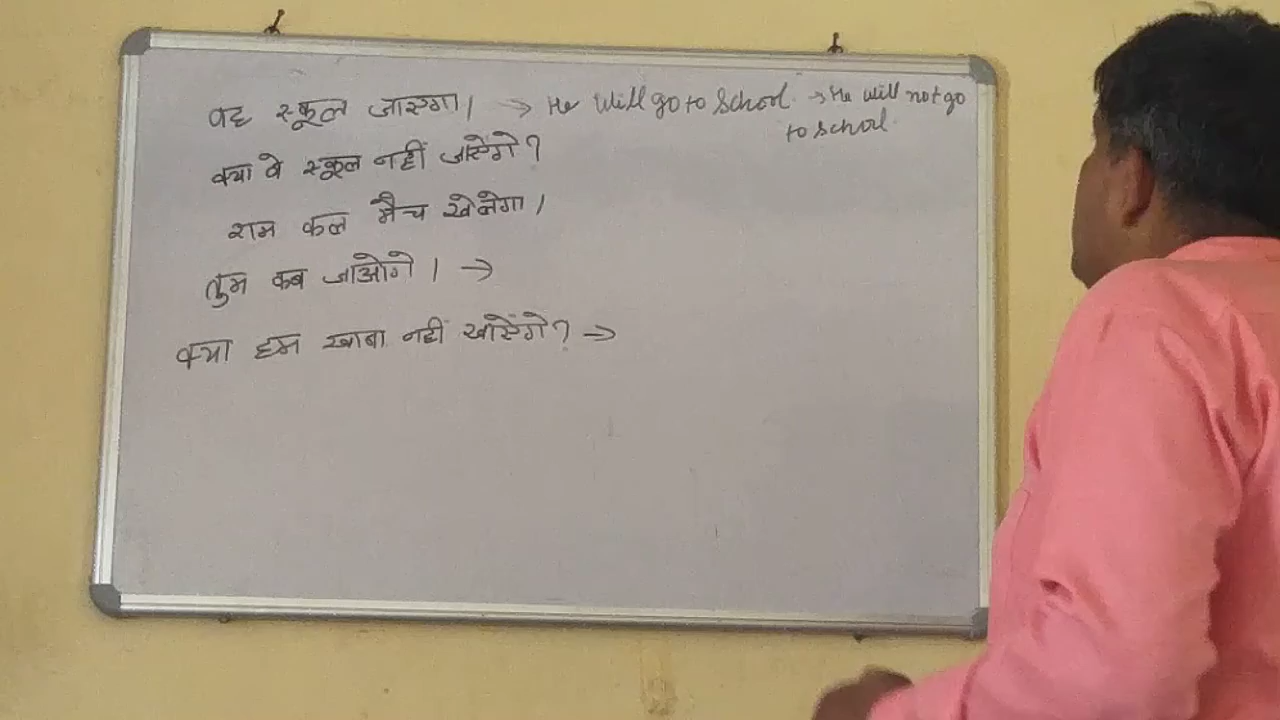 वह स्कूल जाएगा। → He will go to School. → He will not go
to school.
क्या वे स्कूल नहीं जाऐंगे?
राम कल मैच खेलेगा।
तुम कब जाओगे। →
क्या हम खाबा नहीं खाऐंगे? →